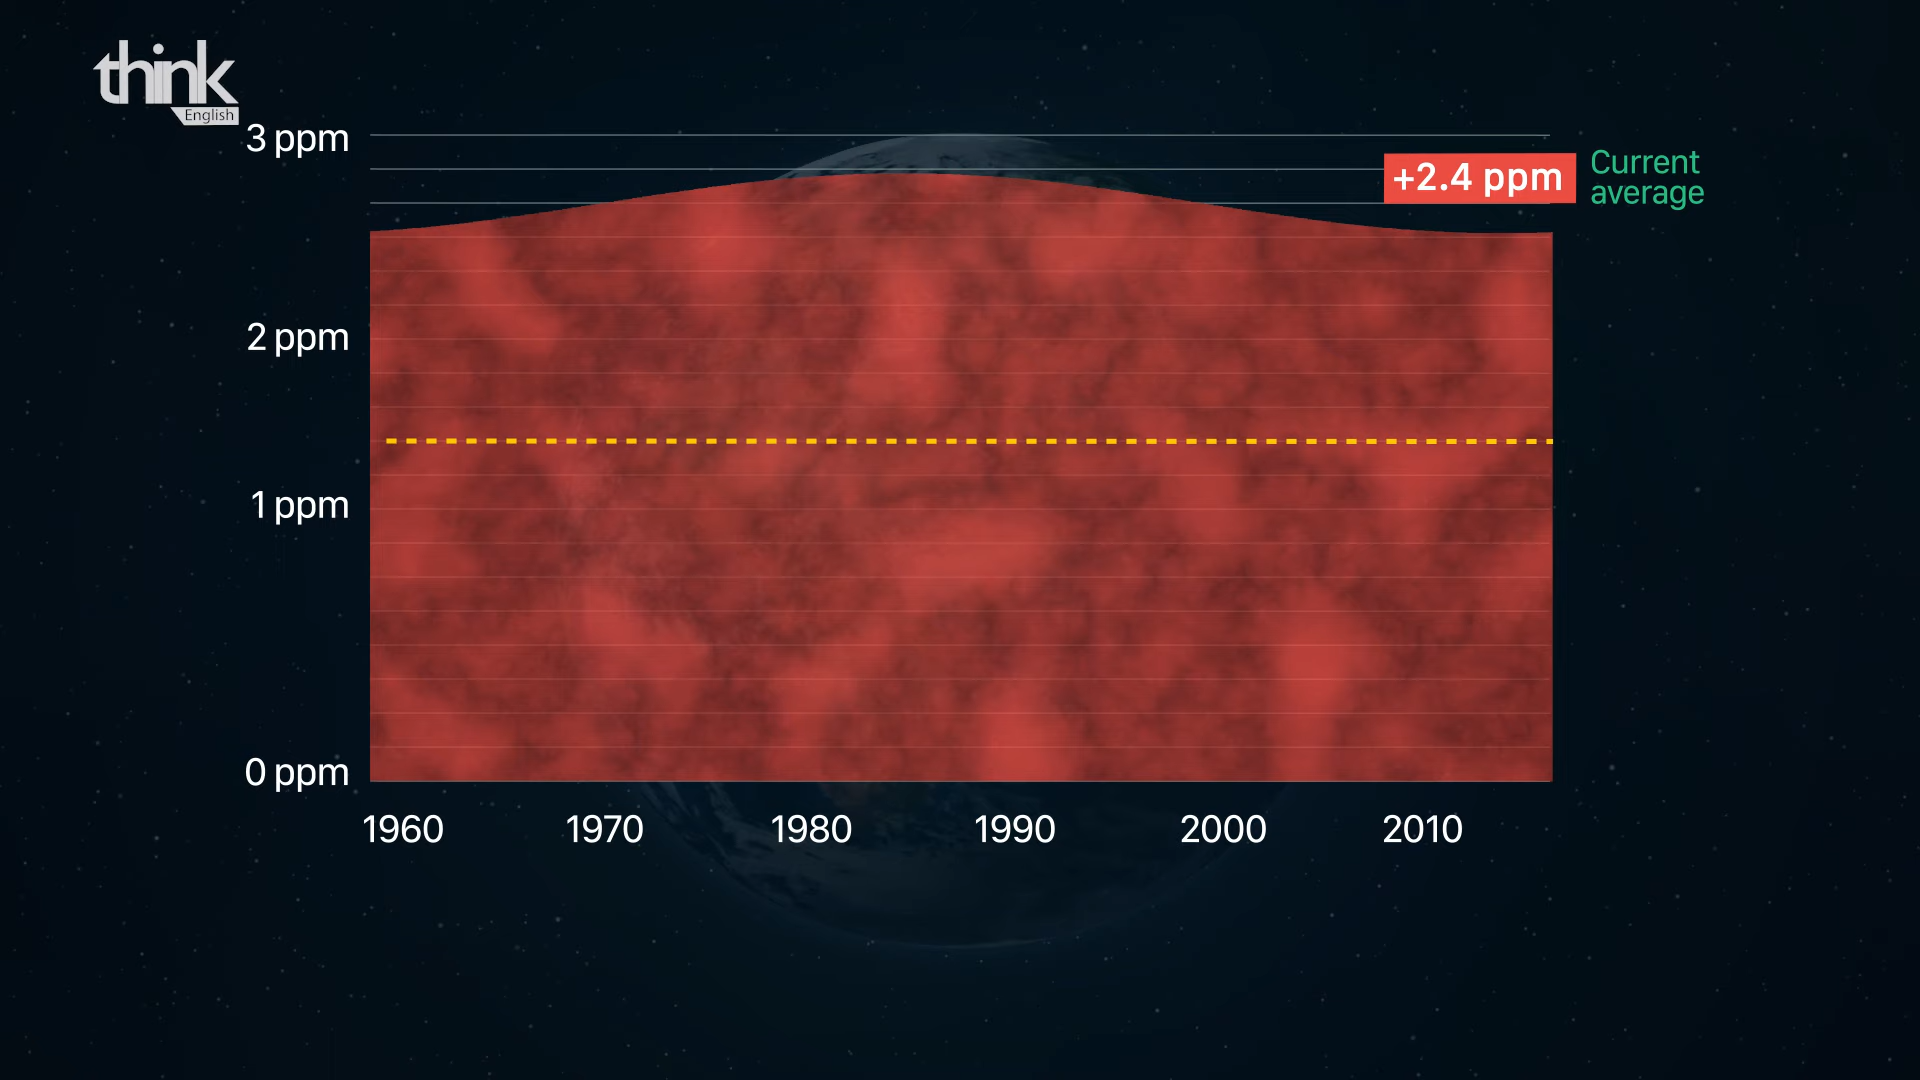 think
English
3 ppm
+2.4 ppm
Current
average
2 ppm
1 ppm
0 ppm
1960 1970 1980 1990 2000 2010